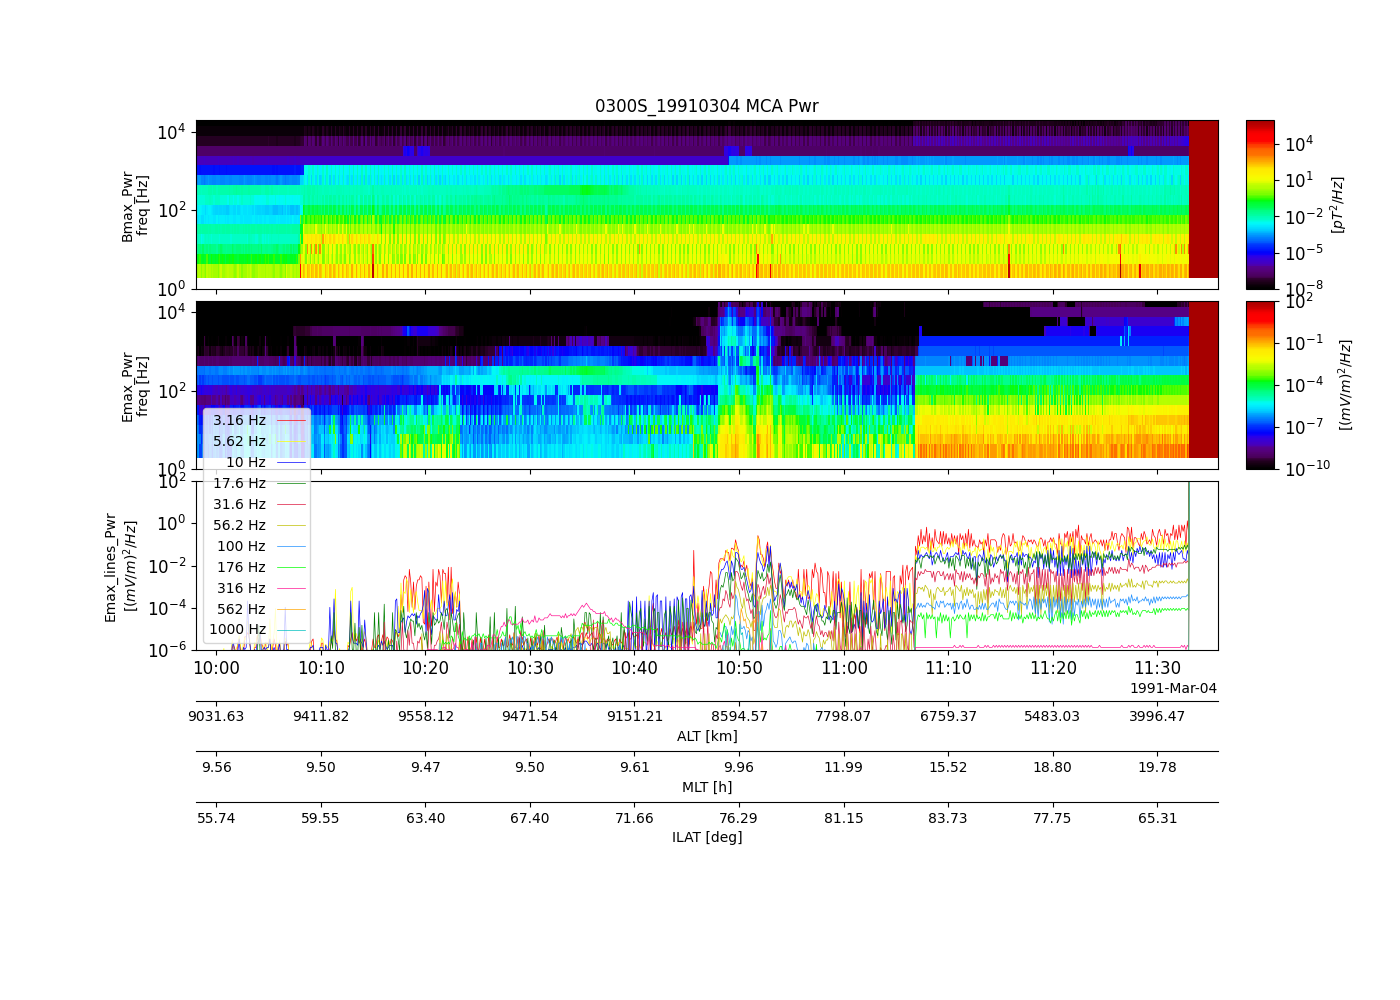 0300S_19910304 MCA Pwr
10^4
10^2
10^0
Bmax_Pwr
freq [Hz]
10^4
10^1
10^-2
10^-5
10^-8
[pT^2/Hz]
10^4
10^2
10^0
Emax_Pwr
freq [Hz]
10^2
10^-1
10^-4
10^-7
10^-10
[(mV/m)^2/Hz]
3.16 Hz
5.62 Hz
10 Hz
17.6 Hz
31.6 Hz
56.2 Hz
100 Hz
176 Hz
316 Hz
562 Hz
1000 Hz
10^2
10^0
10^-2
10^-4
10^-6
Emax_lines_Pwr
[(mV/m)^2/Hz]
10:00 10:10 10:20 10:30 10:40 10:50 11:00 11:10 11:20 11:30
1991-Mar-04
9031.63 9411.82 9558.12 9471.54 9151.21 8594.57 7798.07 6759.37 5483.03 3996.47
ALT [km]
9.56 9.50 9.47 9.50 9.61 9.96 11.99 15.52 18.80 19.78
MLT [h]
55.74 59.55 63.40 67.40 71.66 76.29 81.15 83.73 77.75 65.31
ILAT [deg]